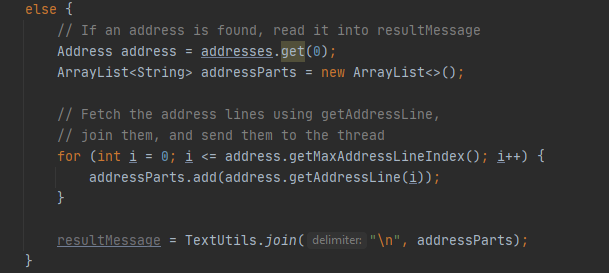 else {
// If an address is found, read it into resultMessage
Address address = addresses.get(0);
ArrayList<String> addressParts = new ArrayList<>();
// Fetch the address lines using getAddressLine,
// join them, and send them to the thread
for (int i = 0; i <= address.getMaxAddressLineIndex(); i++) {
addressParts.add(address.getAddressLine(i));
}
resultMessage = TextUtils.join( delimiter: "\n", addressParts);
}